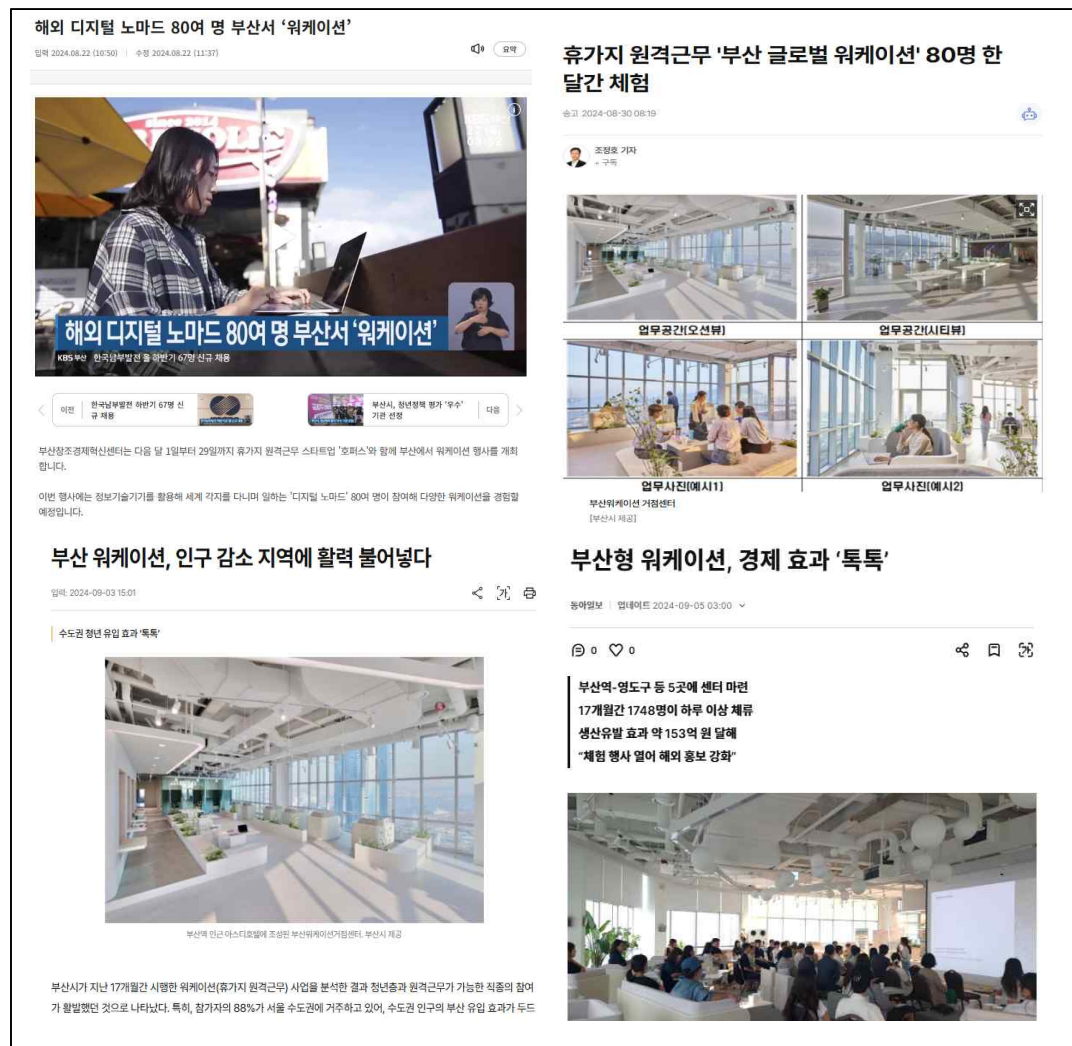 해외 디지털 노마드 80여 명 부산서 ‘워케이션’
입력 2024.08.22 (10:50) | 수정 2024.08.22 (11:37)
요약
since 2014
해외 디지털 노마드 80여 명 부산서 ‘워케이션’
KBS 부산 한국남부발전 올 하반기 67명 신규 채용
이전
한국남부발전 하반기 67명 신
규 채용
부산시, 청년정책 평가 ‘우수’
기관 선정
다음
부산창조경제혁신센터는 다음 달 1일부터 29일까지 휴가지 원격근무 스타트업 '호퍼스'와 함께 부산에서 워케이션 행사를 개최
합니다.
이번 행사에는 정보기술기기를 활용해 세계 각지를 다니며 일하는 '디지털 노마드' 80여 명이 참여해 다양한 워케이션을 경험할
예정입니다.
휴가지 원격근무 '부산 글로벌 워케이션' 80명 한
달간 체험
송고 2024-08-30 08:19
조정호 기자
+ 구독
업무공간(오션뷰)
업무공간(시티뷰)
업무사진(예시1)
업무사진(예시2)
부산워케이션 거점센터
[부산시 제공]
부산 워케이션, 인구 감소 지역에 활력 불어넣다
입력: 2024-09-03 15:01
가
수도권 청년 유입 효과 '톡톡'
부산역 인근 아스티호텔에 조성된 부산워케이션거점센터. 부산시 제공
부산시가 지난 17개월간 시행한 워케이션(휴가지 원격근무) 사업을 분석한 결과 청년층과 원격근무가 가능한 직종의 참여
가 활발했던 것으로 나타났다. 특히, 참가자의 88%가 서울 수도권에 거주하고 있어, 수도권 인구의 부산 유입 효과가 두드
부산형 워케이션, 경제 효과 ‘톡톡’
동아일보 | 업데이트 2024-09-05 03:00
0 0
가
부산역-영도구 등 5곳에 센터 마련
17개월간 1748명이 하루 이상 체류
생산유발 효과 약 153억 원 달해
“체험 행사 열어 해외 홍보 강화”